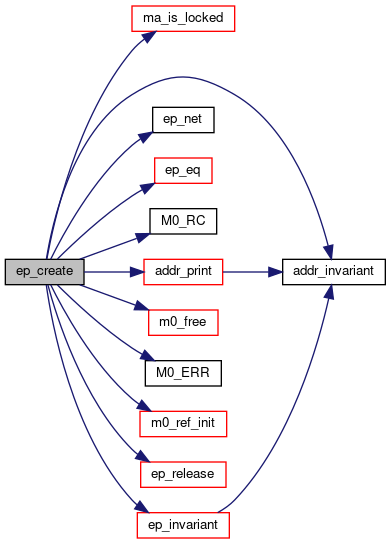 ma_is_locked
ep_net
ep_eq
M0_RC
ep_create
addr_print
addr_invariant
m0_free
M0_ERR
m0_ref_init
ep_release
ep_invariant